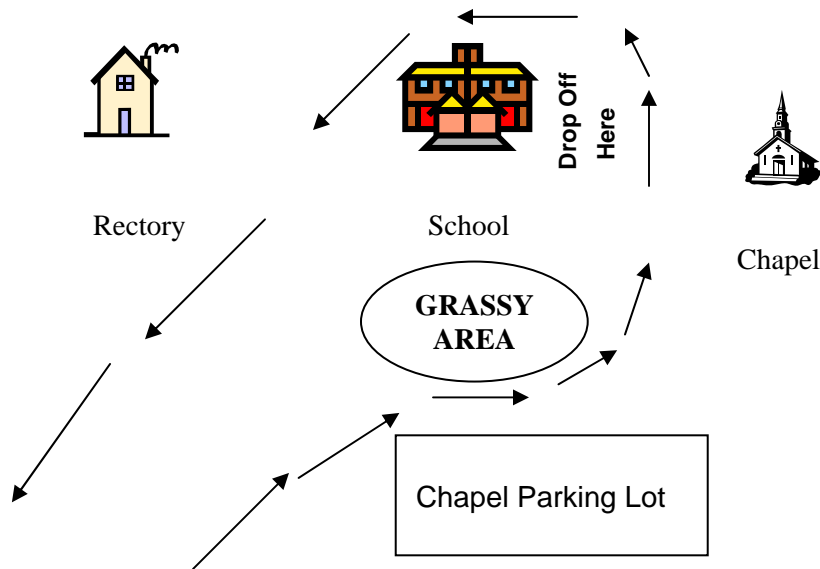 Drop Off
Here
Rectory
School
Chapel
GRASSY
AREA
Chapel Parking Lot